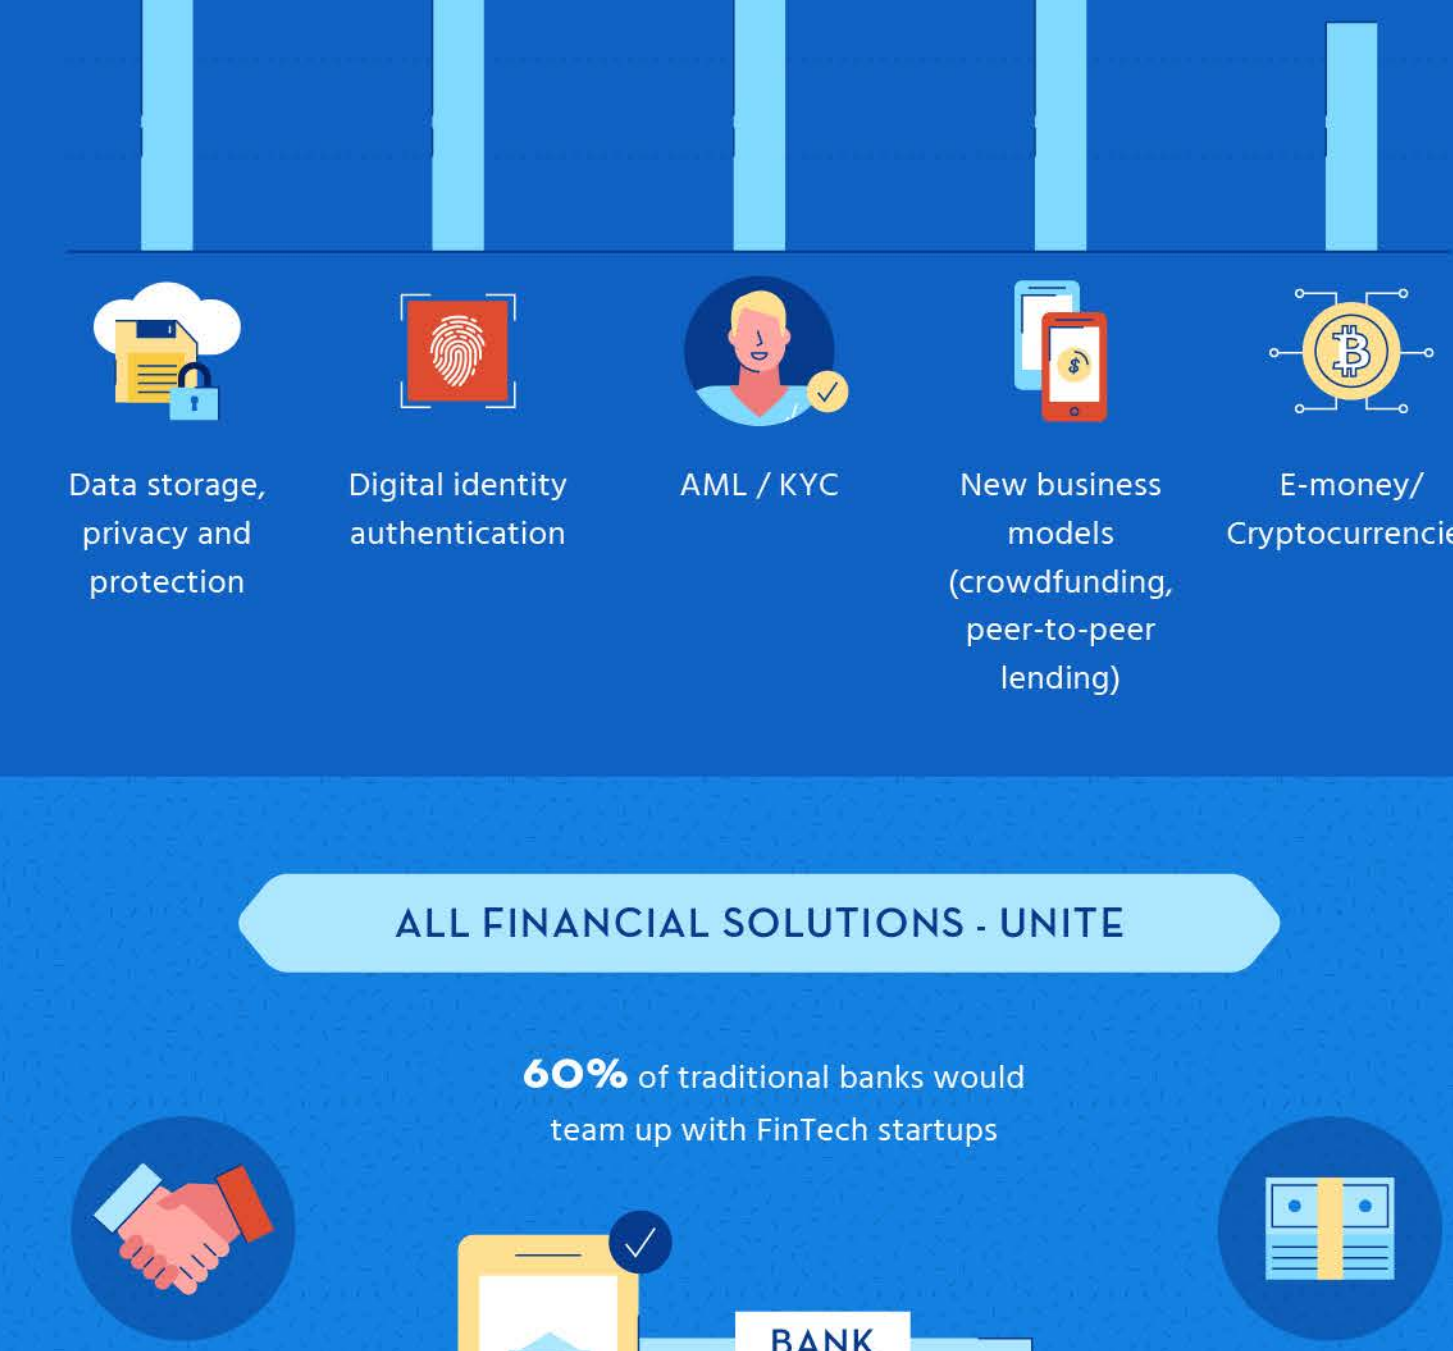 Data storage,
privacy and
protection
Digital identity
authentication
AML / KYC
New business
models
(crowdfunding,
peer-to-peer
lending)
E-money/
Cryptocurrencie
ALL FINANCIAL SOLUTIONS - UNITE
60% of traditional banks would
team up with FinTech startups
BANK